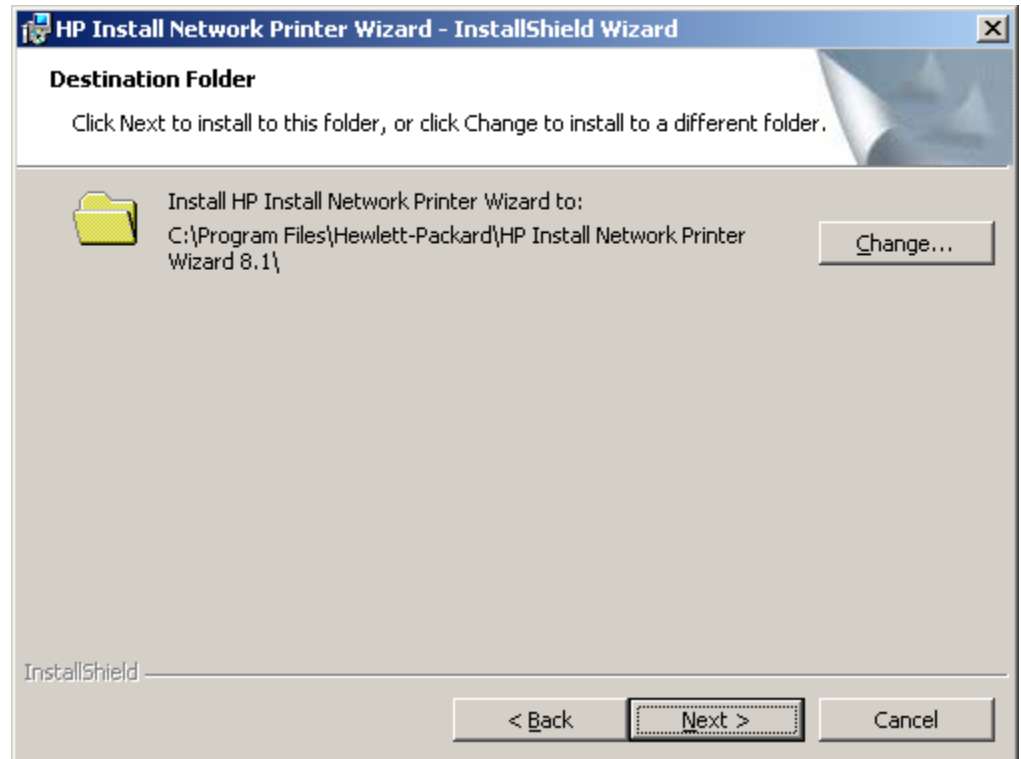 HP Install Network Printer Wizard - InstallShield Wizard
Destination Folder
Click Next to install to this folder, or click Change to install to a different folder.
Install HP Install Network Printer Wizard to:
C:\Program Files\Hewlett-Packard\HP Install Network Printer
Wizard 8.1\
Change...
InstallShield
< Back
Next >
Cancel